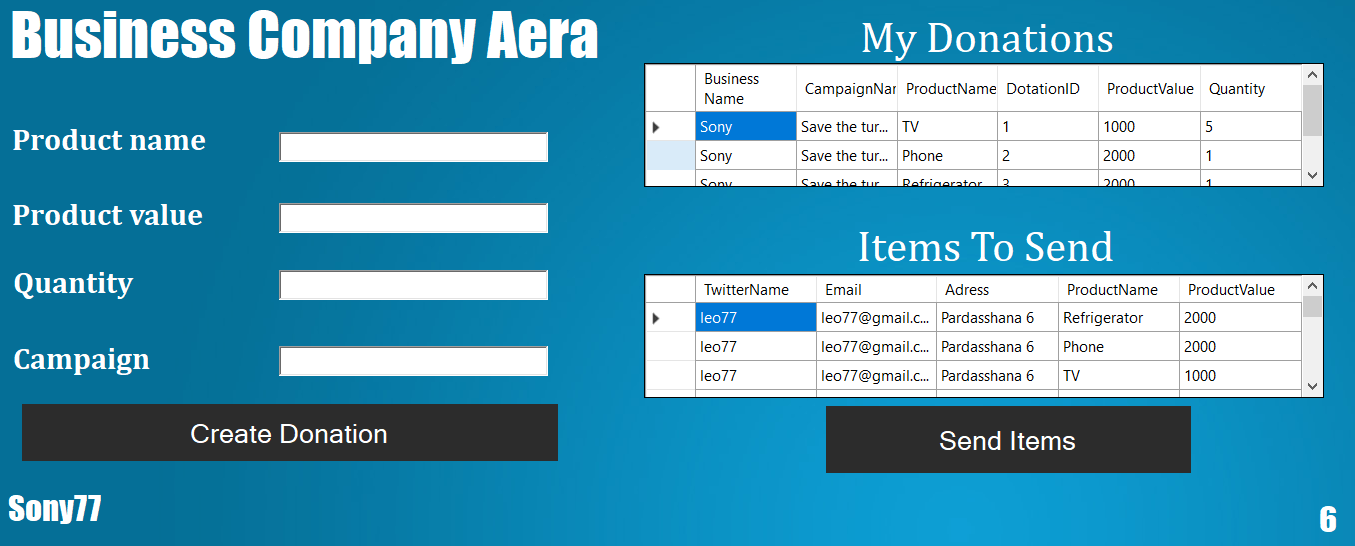 Business Company Aera
Product name
Product value
Quantity
Campaign
Create Donation
Sony77
My Donations
Business Name CampaignNar ProductName DotationID ProductValue Quantity
Sony Save the tur... TV 1 1000 5
Sony Save the tur... Phone 2 2000 1
Sony Save the tur... Refrigerator 3 2000 1
Items To Send
TwitterName Email Adress ProductName ProductValue
leo77 leo77@gmail.c... Pardasshana 6 Refrigerator 2000
leo77 leo77@gmail.c... Pardasshana 6 Phone 2000
leo77 leo77@gmail.c... Pardasshana 6 TV 1000
Send Items
6